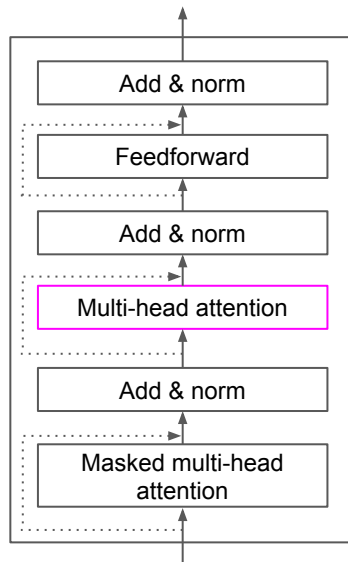 Add & norm
Feedforward
Add & norm
Multi-head attention
Add & norm
Masked multi-head
attention